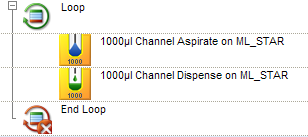 Loop
1000µl Channel Aspirate on ML_STAR
1000
1000µl Channel Dispense on ML_STAR
1000
End Loop